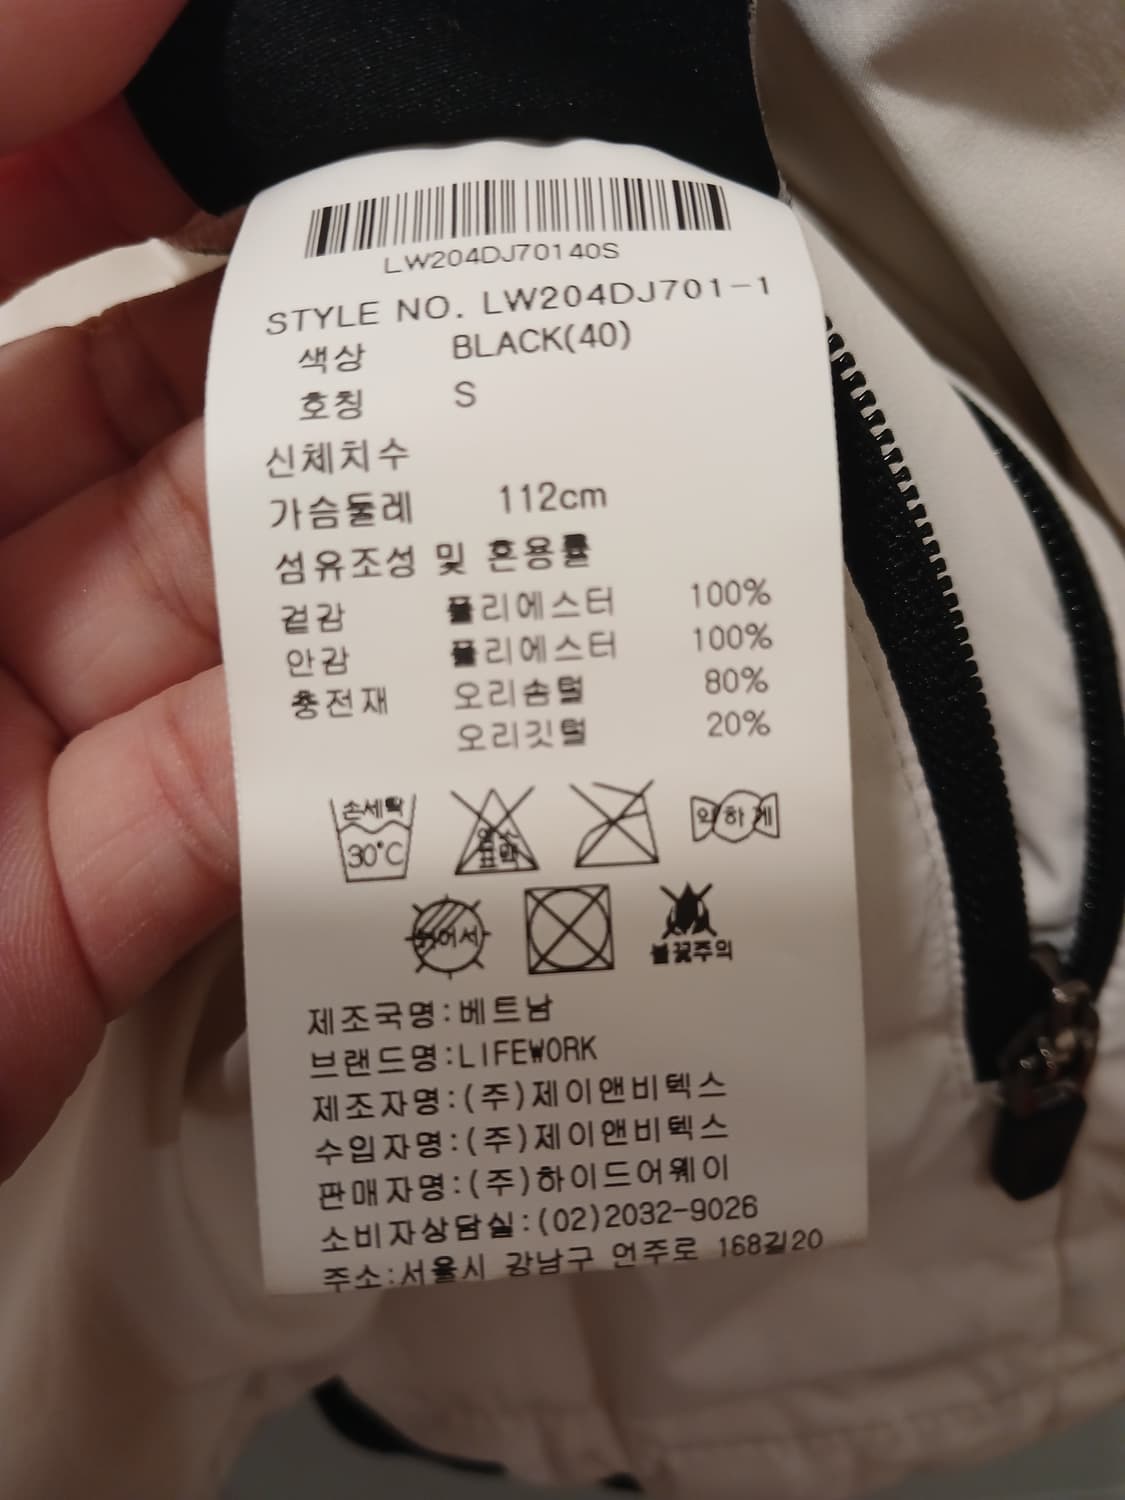 LW204DJ70140S
STYLE NO. LW204DJ701-1
색상 BLACK(40)
호칭 S
신체치수
가슴둘레 112cm
섬유조성 및 혼용률
겉감 폴리에스터 100%
안감 폴리에스터 100%
충전재 오리솜털 80%
오리깃털 20%
손세탁 약하게
30°C 염소
표백
뉘어서
불꽃주의
제조국명:베트남
브랜드명:LIFEWORK
제조자명:(주)제이앤비텍스
수입자명:(주)제이앤비텍스
판매자명:(주)하이드어웨이
소비자상담실:(02)2032-9026
주소:서울시 강남구 언주로 168길20